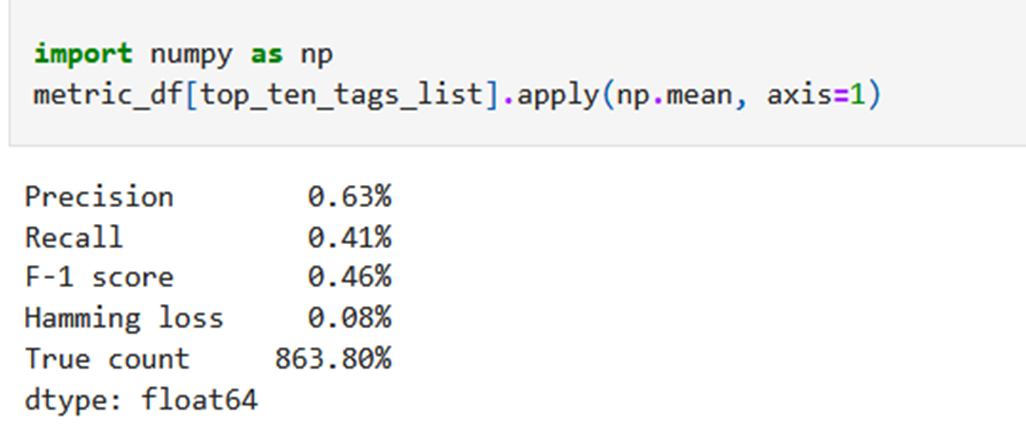 import numpy as np
metric_df[top_ten_tags_list].apply(np.mean, axis=1)
Precision 0.63%
Recall 0.41%
F-1 score 0.46%
Hamming loss 0.08%
True count 863.80%
dtype: float64